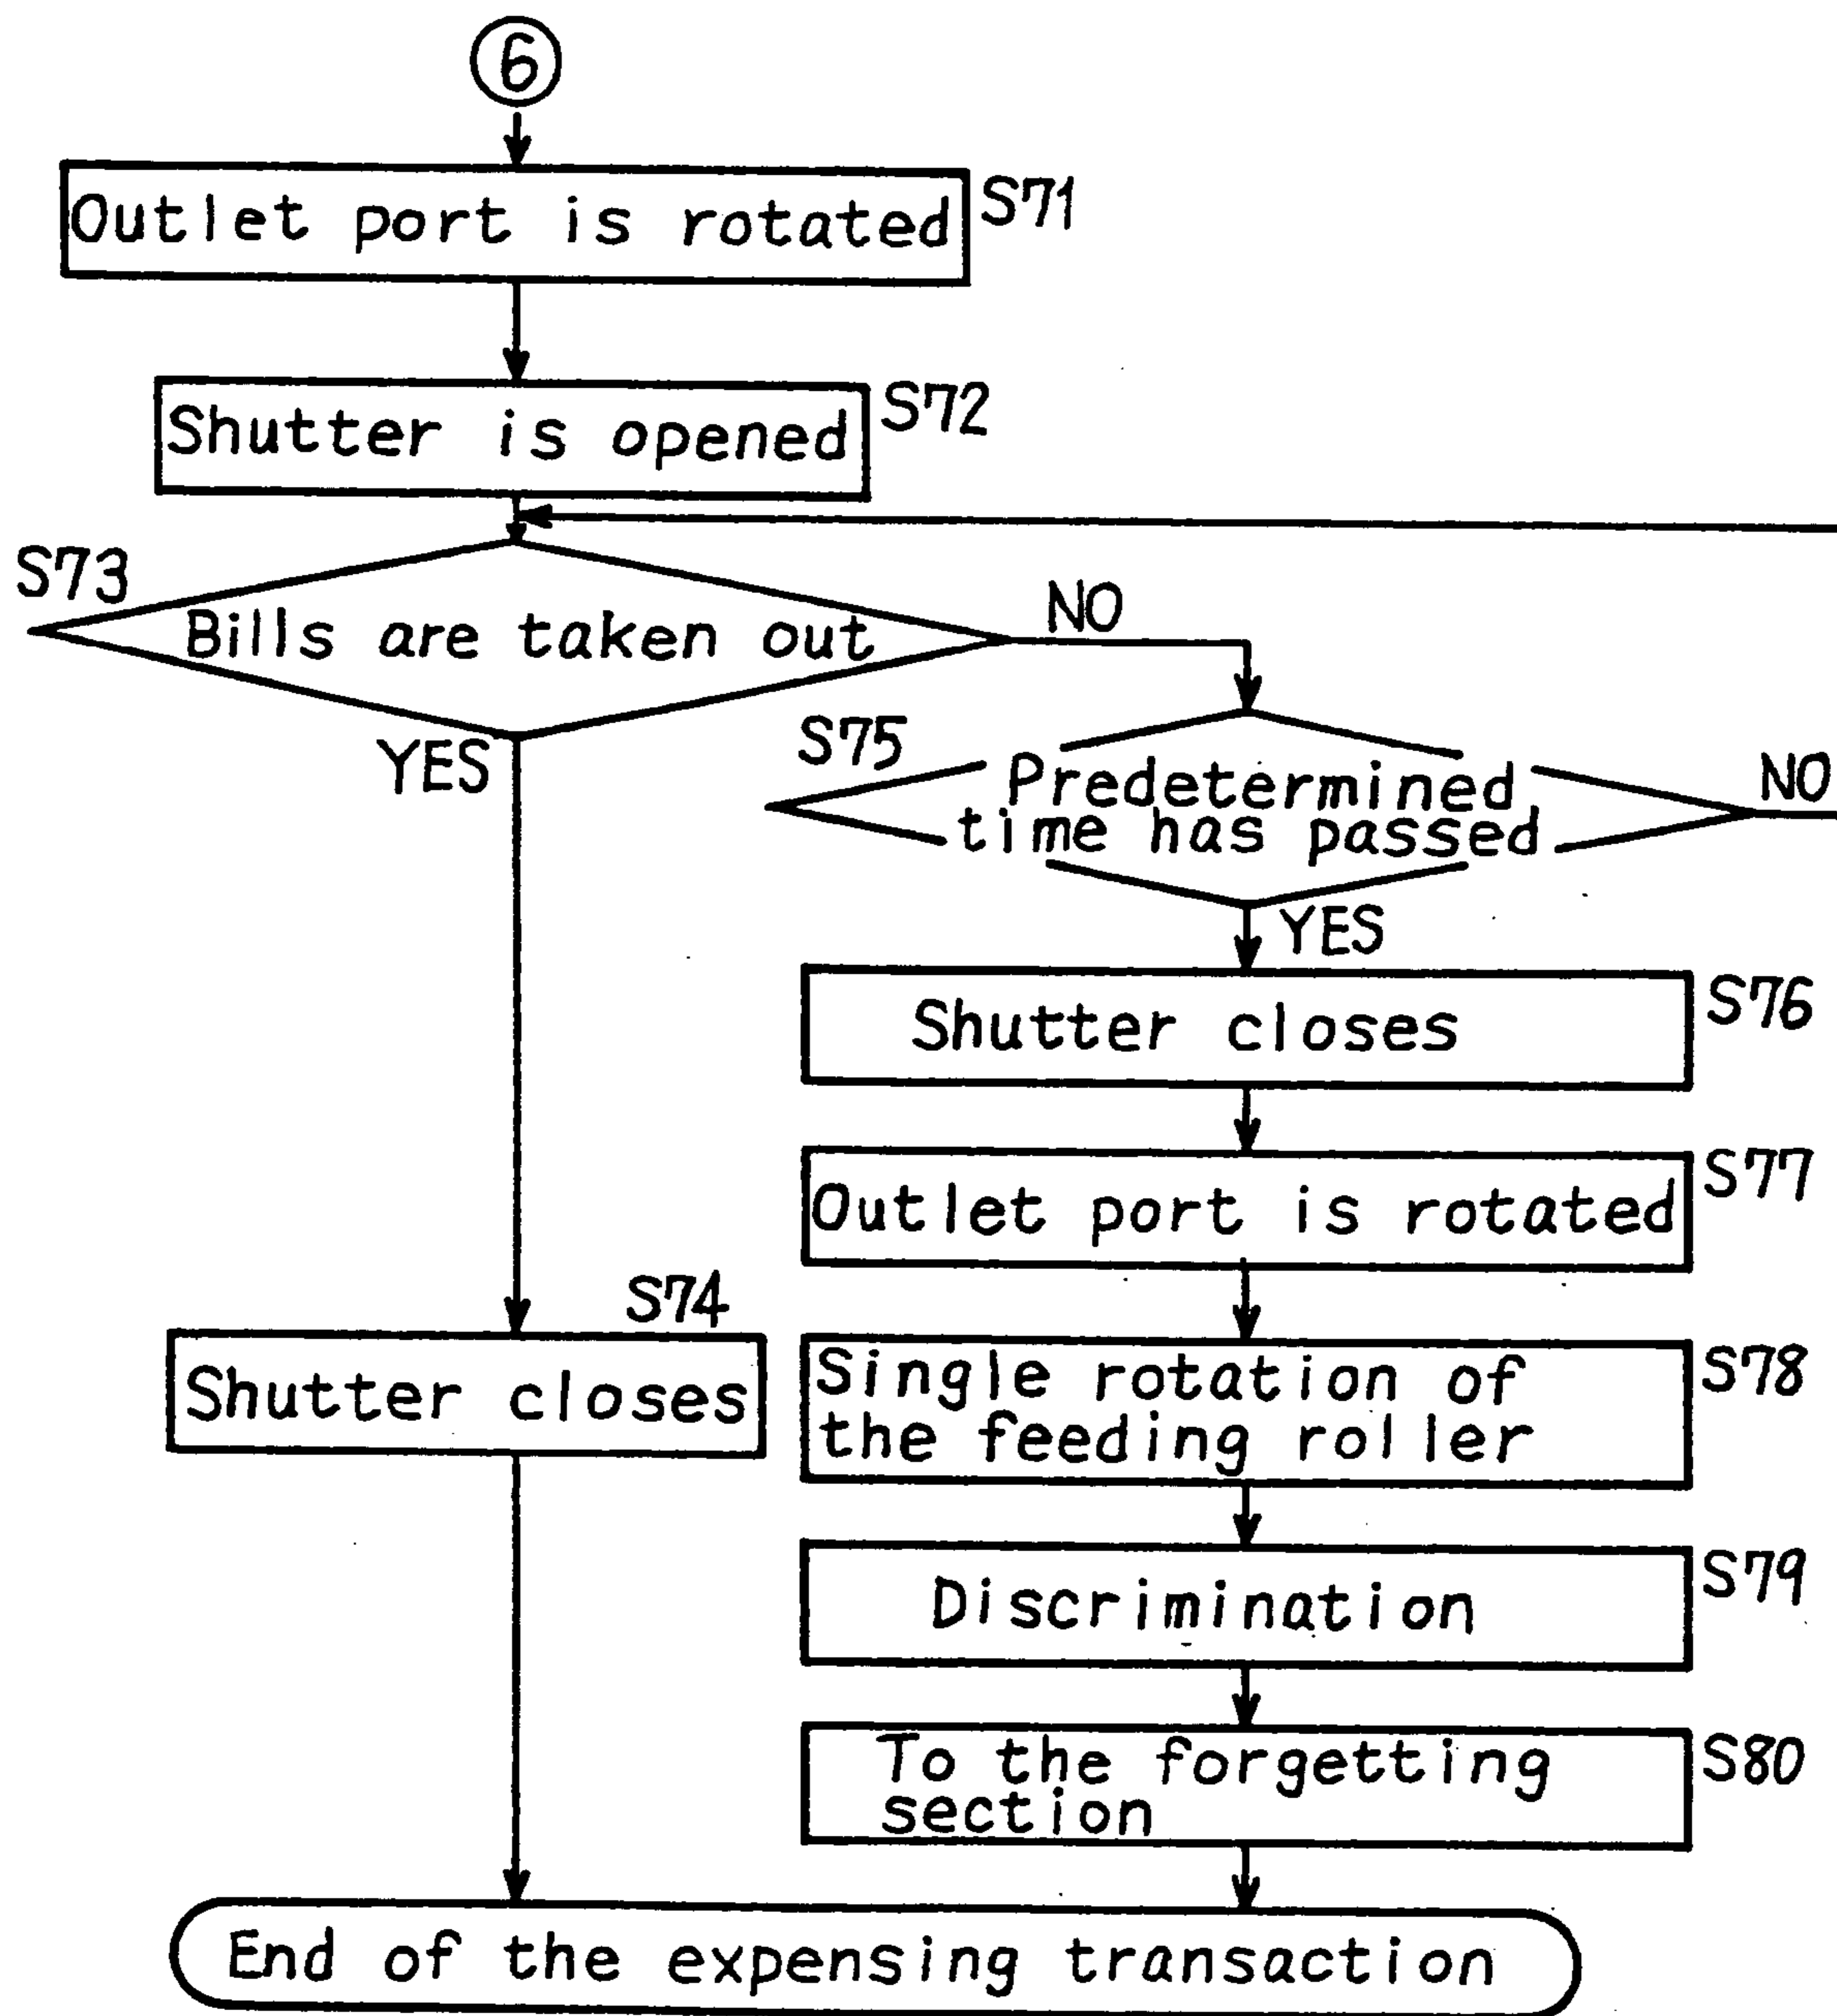 6
Outlet port is rotated
S71
Shutter is opened
S72
S73
Bills are taken out
NO
YES
S75
Predetermined
time has passed
NO
YES
Shutter closes
S76
Outlet port is rotated
S77
S74
Shutter closes
Single rotation of
the feeding roller
S78
Discrimination
S79
To the forgetting
section
S80
End of the expensing transaction